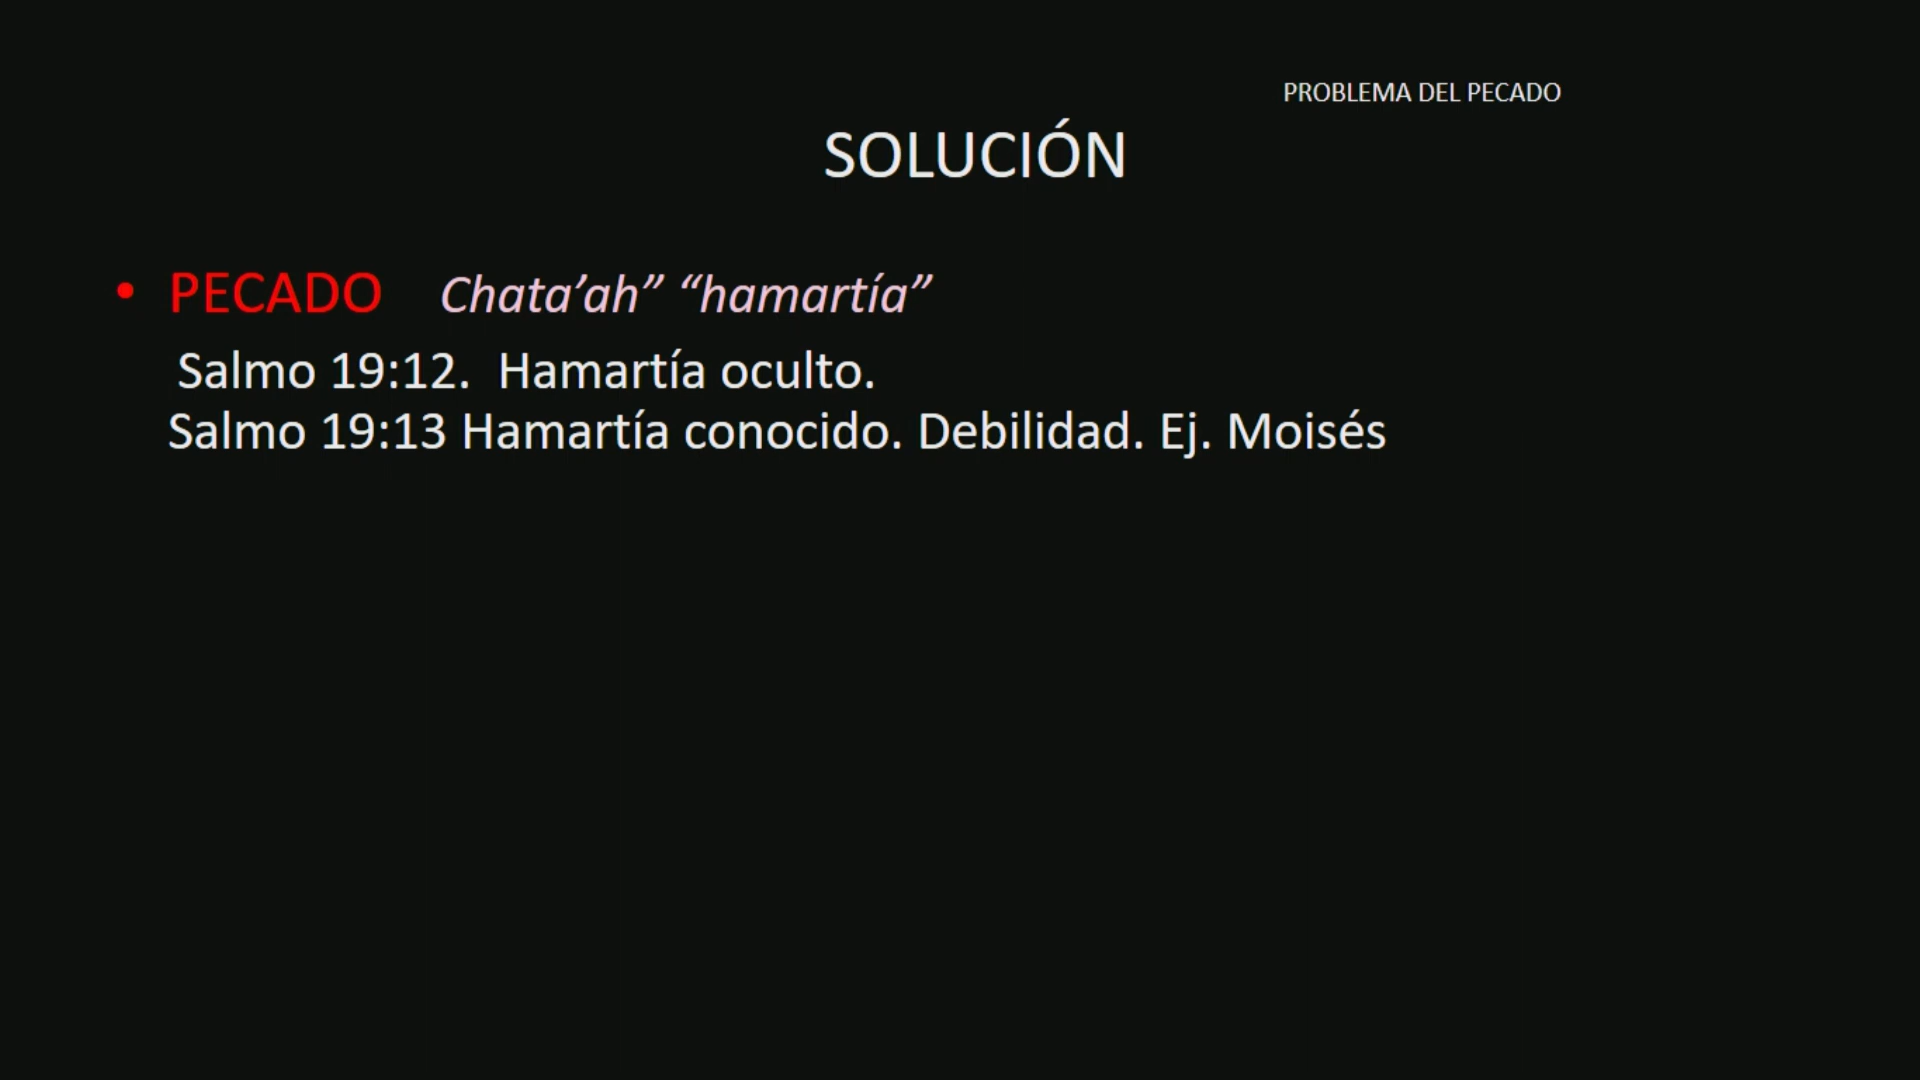 PROBLEMA DEL PECADO
SOLUCIÓN
• PECADO Chata’ah” “hamartía”
Salmo 19:12. Hamartía oculto.
Salmo 19:13 Hamartía conocido. Debilidad. Ej. Moisés